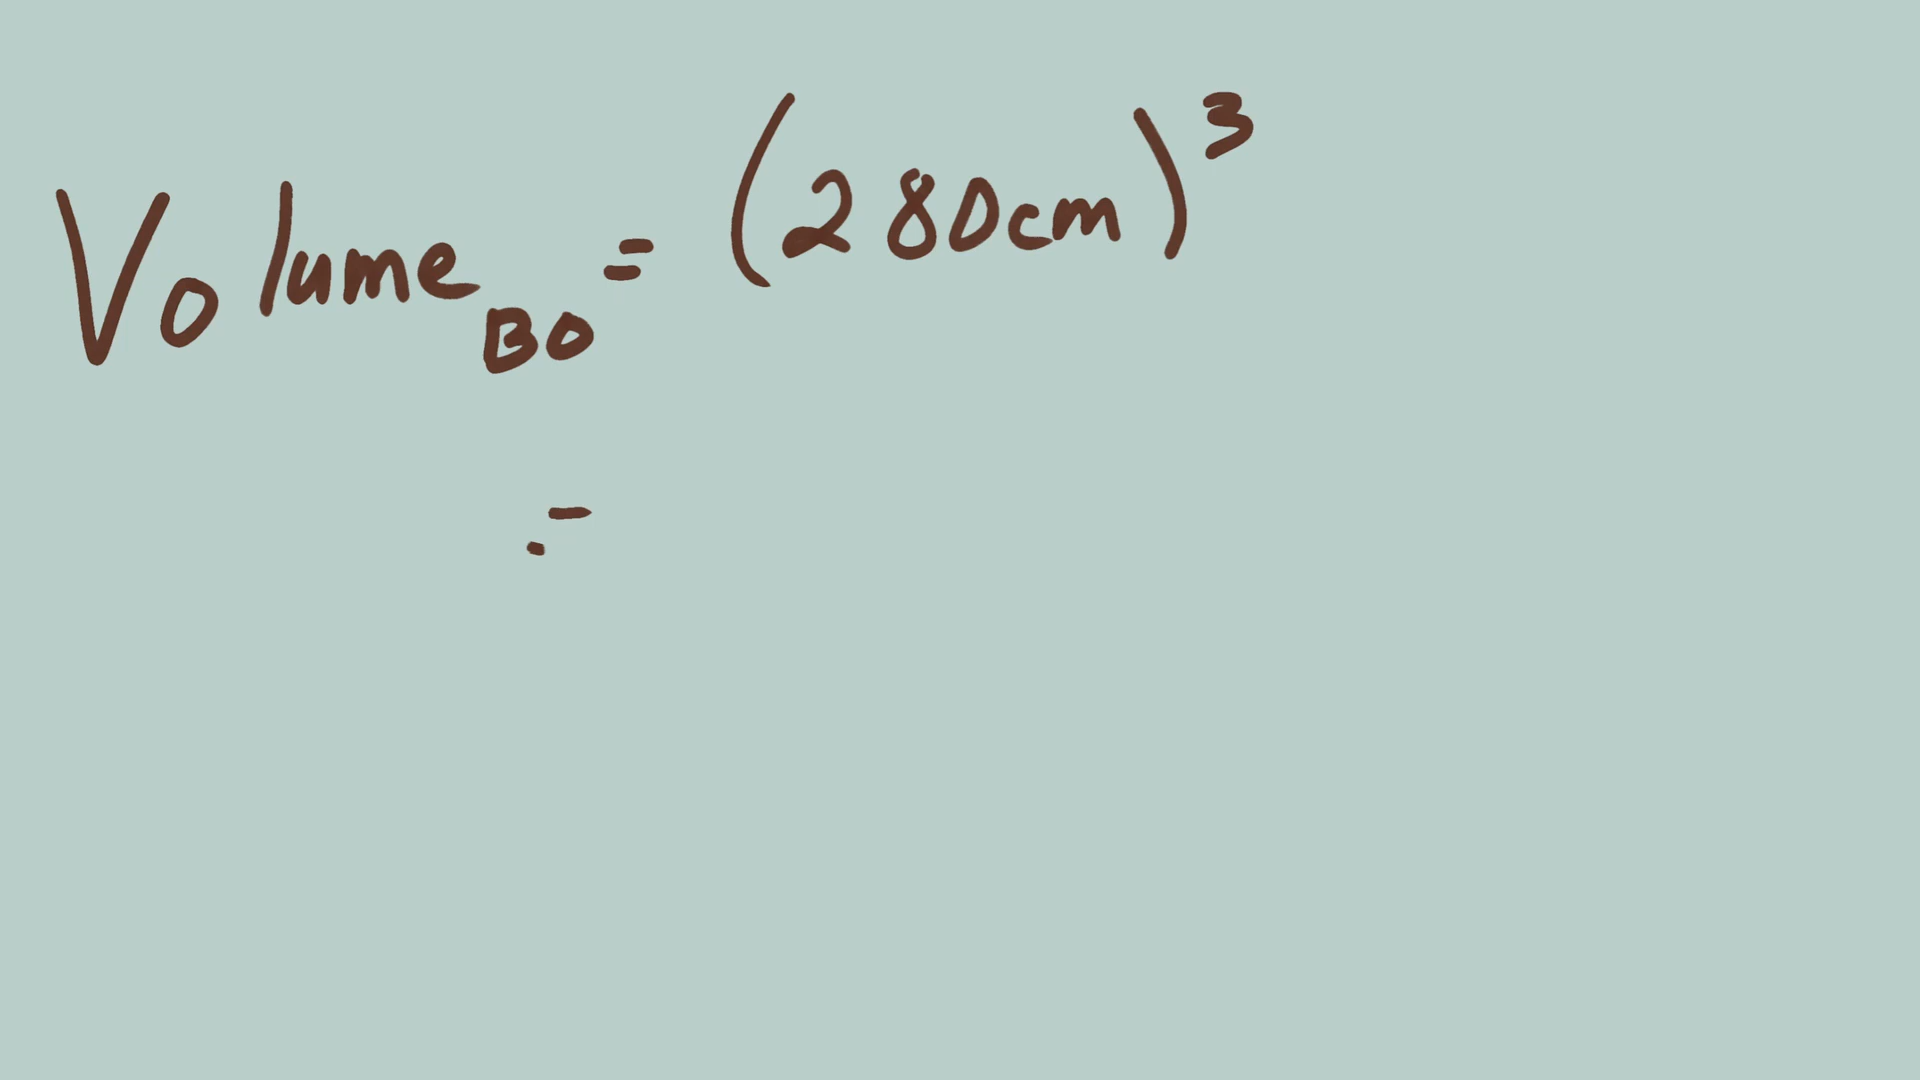 Volume_BO = (280cm)³
=